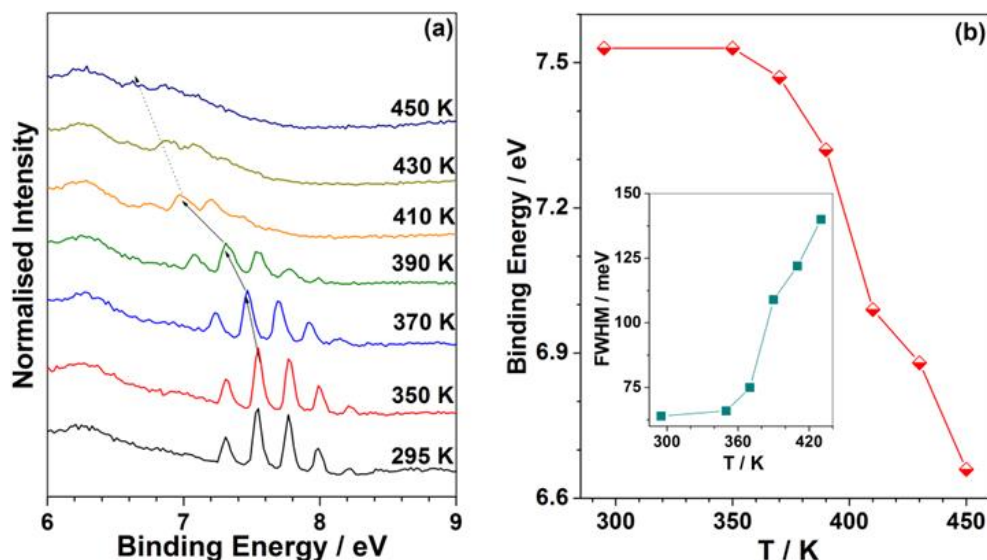 (a)
450 K
430 K
410 K
390 K
370 K
350 K
295 K
Normalised Intensity
6 7 8 9
Binding Energy / eV
(b)
7.5
7.2
6.9
6.6
Binding Energy / eV
300 350 400 450
T / K
150
125
100
75
FWHM / meV
300 360 420
T / K